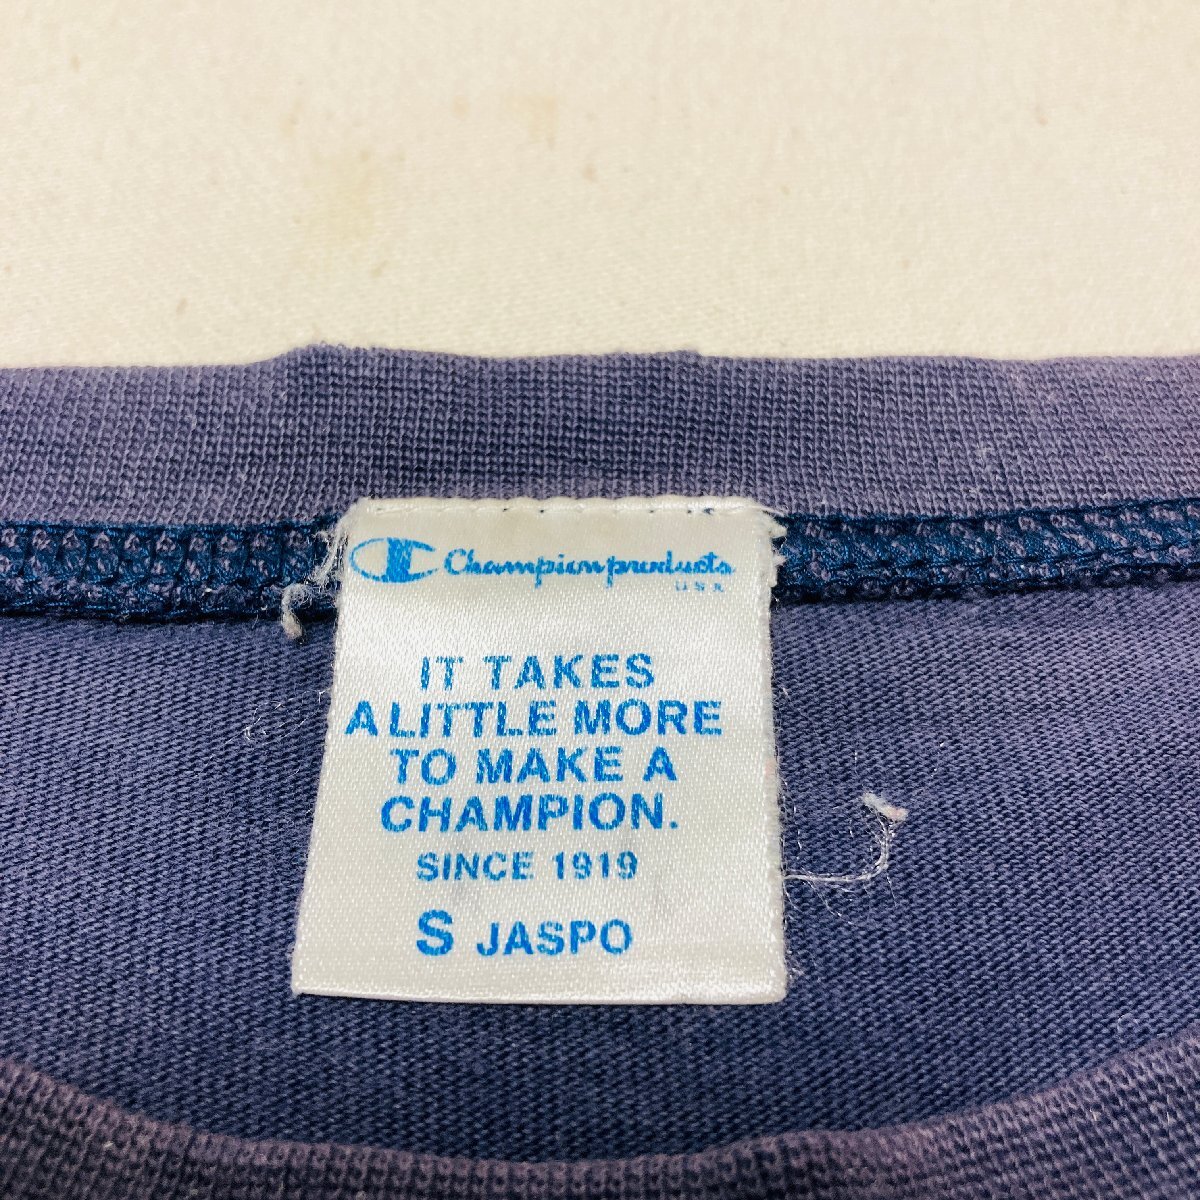 Champion products
USA
IT TAKES
A LITTLE MORE
TO MAKE A
CHAMPION.
SINCE 1919
S JASPO